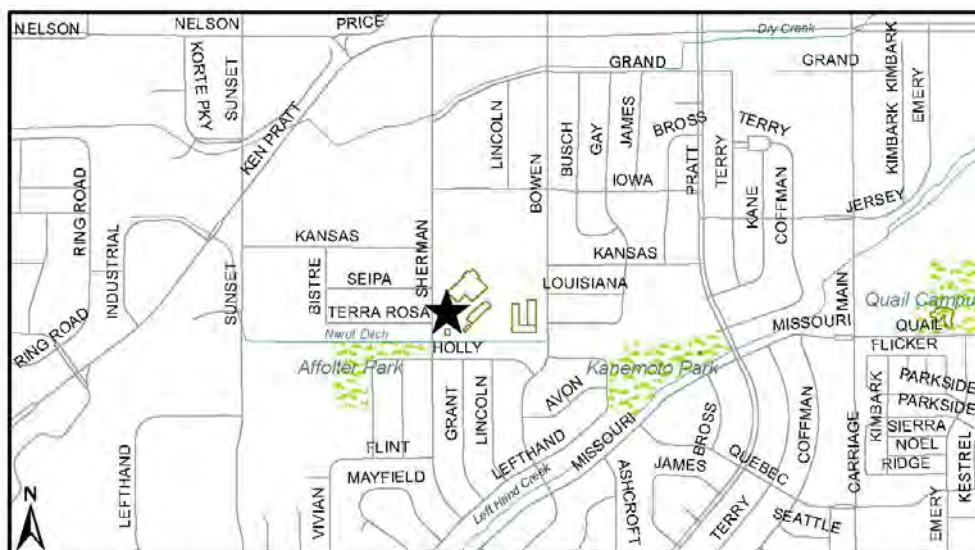 NELSON
NELSON
PRICE
Dry Creek
KORTE PKY
SUNSET
KEN PRATT
GRAND
GRAND
KIMBARK
KIMBARK
EMERY
LINCOLN
BOWEN
BUSCH
GAY
JAMES
BROSS
PRATT
TERRY
TERRY
IOWA
KANE
COFFMAN
JERSEY
RING ROAD
INDUSTRIAL
SUNSET
KANSAS
SHERMAN
KANSAS
BISTRE
SEIPA
LOUISIANA
TERRA ROSA
MAIN
Quail Campu
MISSOURI
QUAIL
RING ROAD
HOLLY
FLICKER
Affolter Park
Kanemoto Park
KIMBARK
PARKSIDE
PARKSIDE
AVON
GRANT
LINCOLN
LEFTHAND
MISSOURI
BROSS
COFFMAN
CARRIAGE
SIERRA
NOEL
RIDGE
KESTREL
FLINT
MAYFIELD
LEFTHAND
VIVIAN
Left Hand Creek
ASHCROFT
JAMES
QUEBEC
TERRY
SEATTLE
EMERY
N